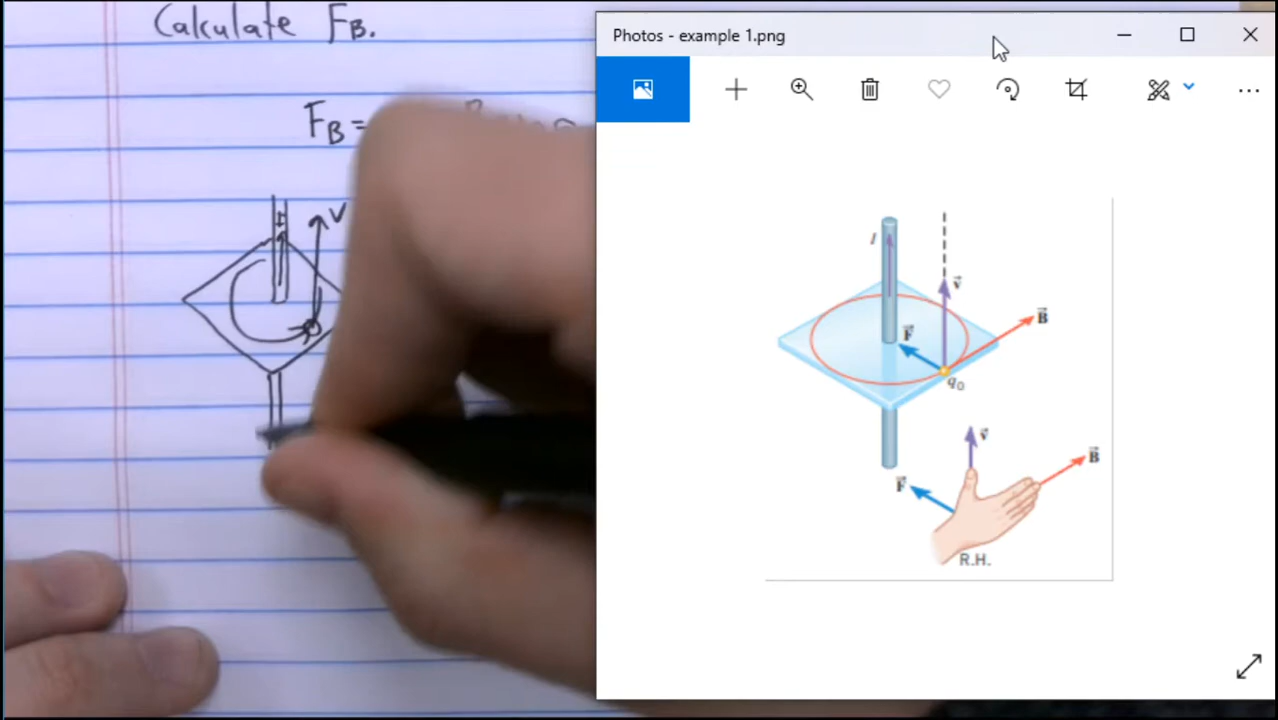 Calculate FB.
FB=
I
V
Photos - example 1.png
I
v
B
F
q0
v
B
F
R.H.